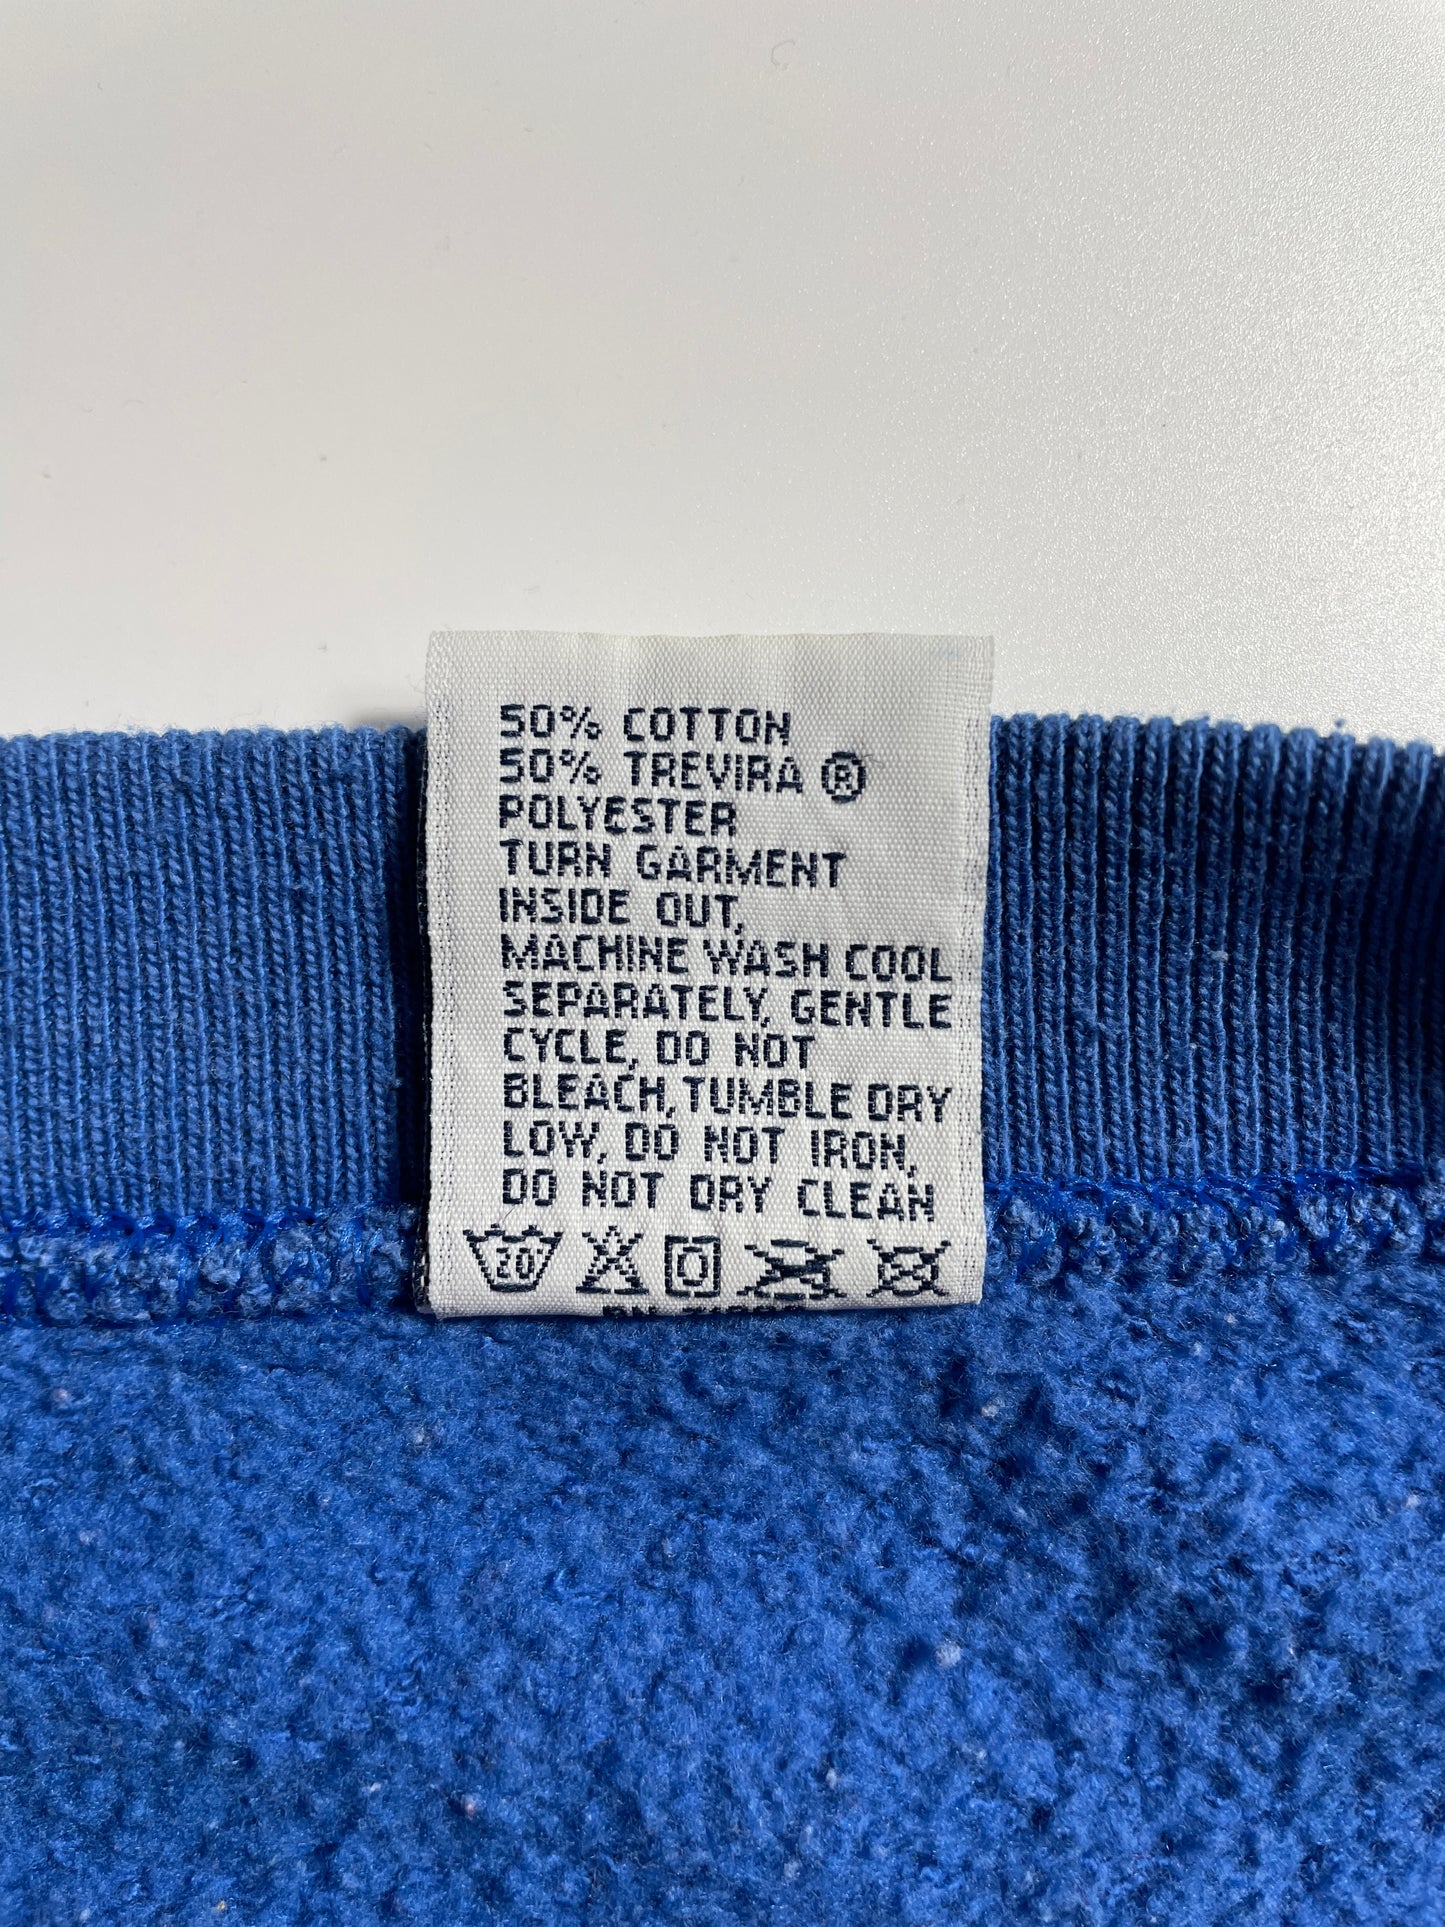 50% COTTON
50% TREVIRA ®
POLYESTER
TURN GARMENT
INSIDE OUT,
MACHINE WASH COOL
SEPARATELY, GENTLE
CYCLE, DO NOT
BLEACH, TUMBLE DRY
LOW, DO NOT IRON,
DO NOT DRY CLEAN
20°